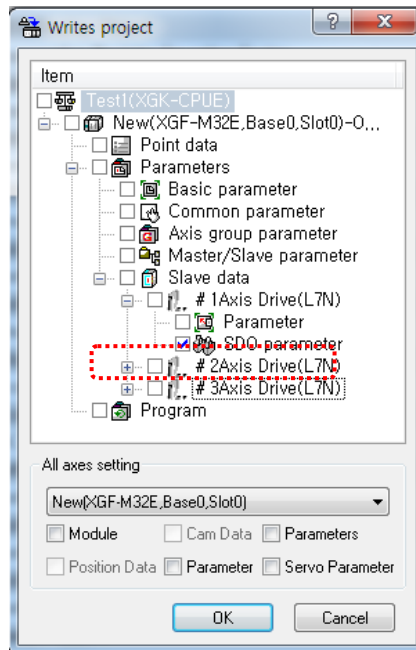 Writes project
Item
Test1(XGK-CPUE)
New(XGF-M32E,Base0,Slot0)-O...
Point data
Parameters
Basic parameter
Common parameter
Axis group parameter
Master/Slave parameter
Slave data
# 1Axis Drive(L7N)
Parameter
SDO parameter
# 2Axis Drive(L7N)
# 3Axis Drive(L7N)
Program
All axes setting
New(XGF-M32E,Base0,Slot0)
Module Cam Data Parameters
Position Data Parameter Servo Parameter
OK Cancel